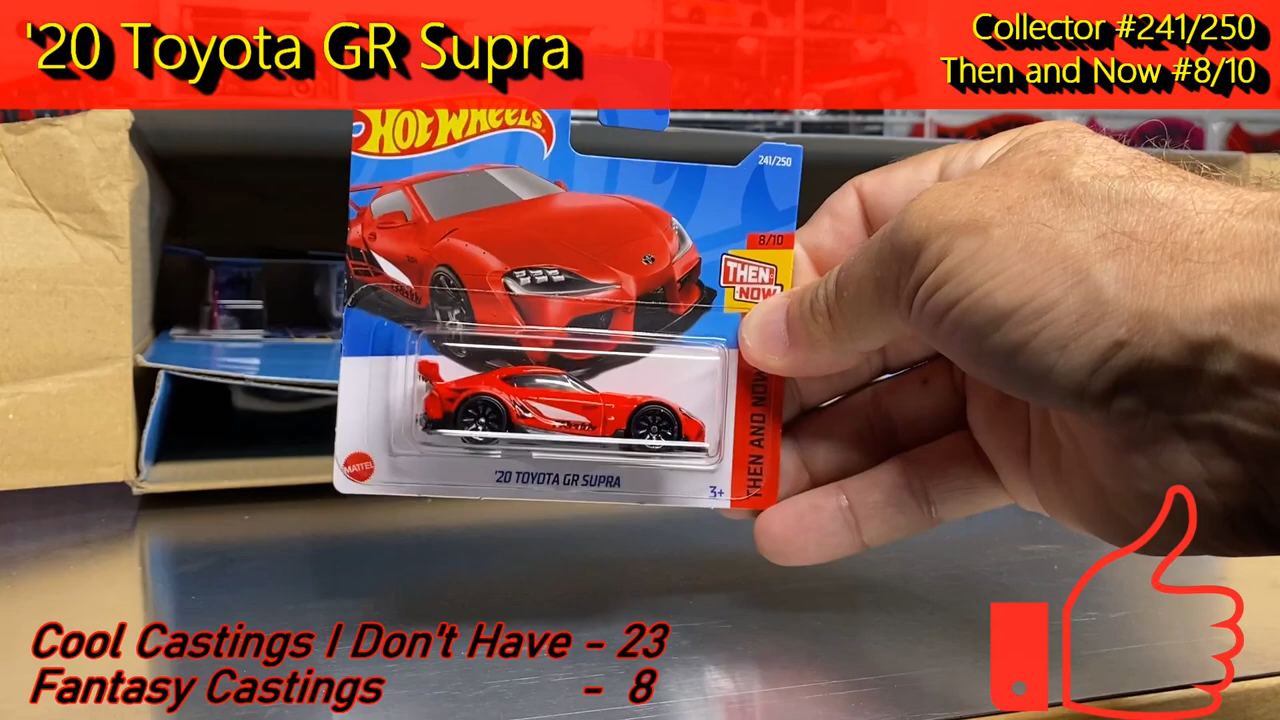 '20 Toyota GR Supra
Collector #241/250
Then and Now #8/10
HOT WHEELS
241/250
8/10
THEN AND NOW
THEN AND NOW
MATTEL
'20 TOYOTA GR SUPRA
3+
Cool Castings I Don't Have - 23
Fantasy Castings - 8